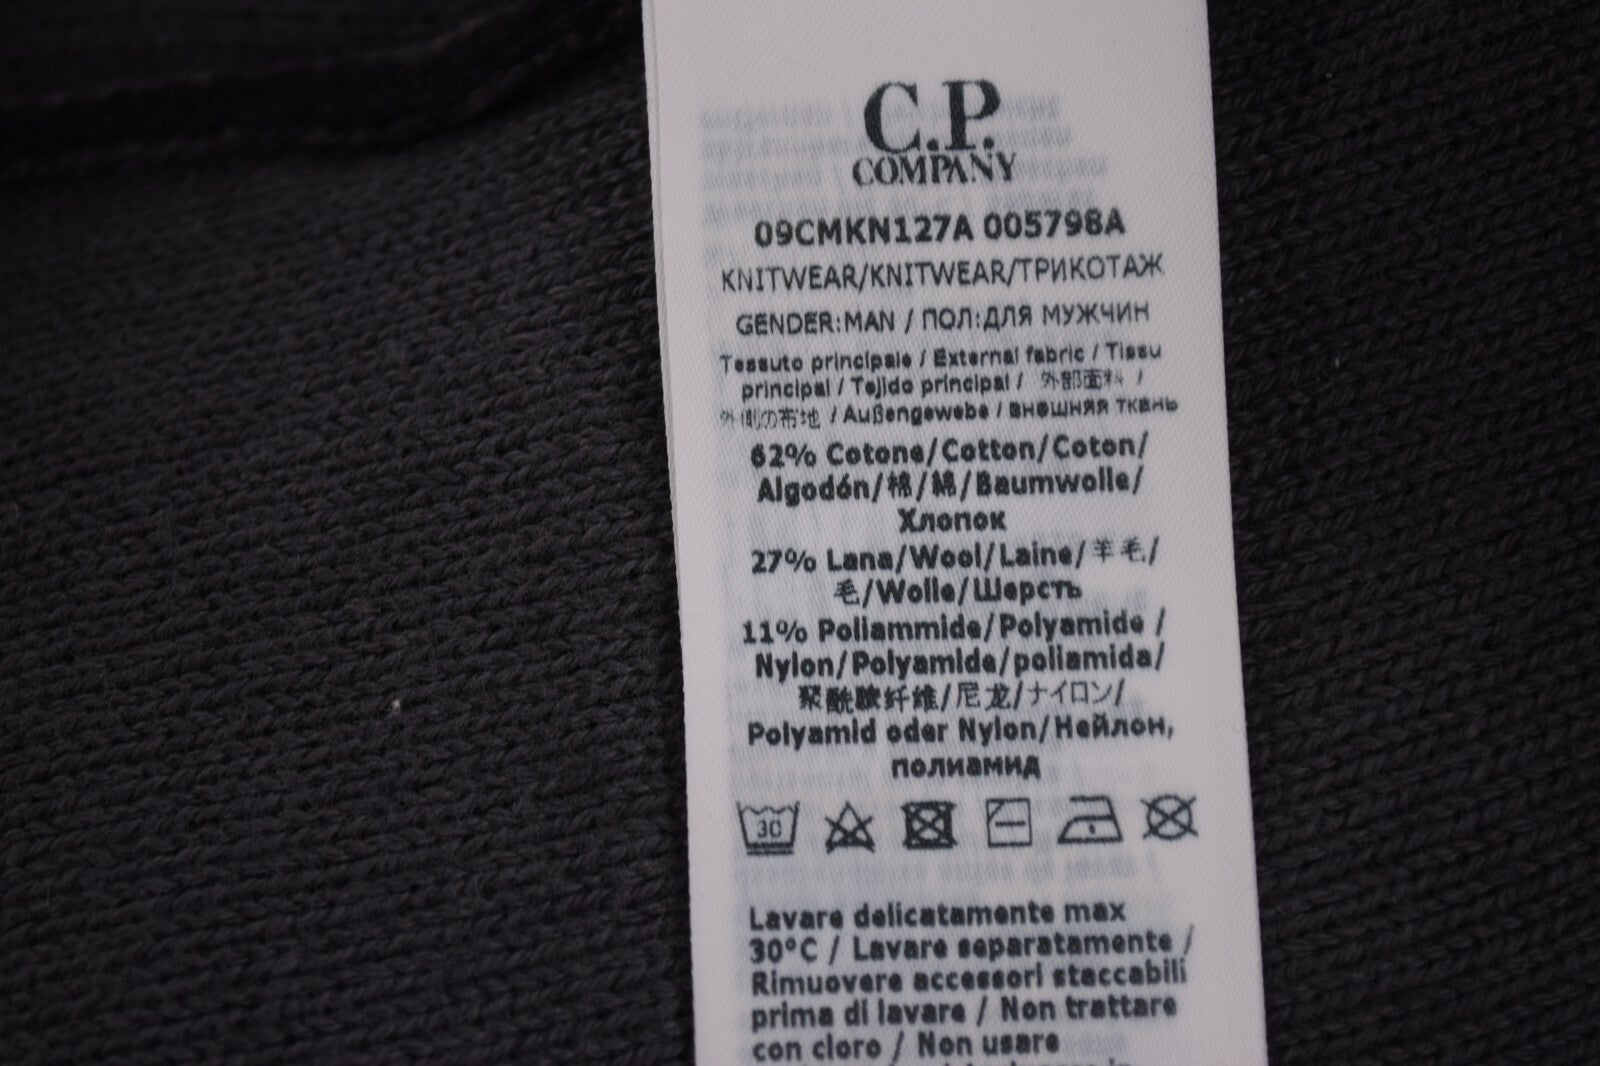 C.P.
COMPANY
09CMKN127A 005798A
KNITWEAR/KNITWEAR/ТРИКОТАЖ
GENDER:MAN / ПОЛ:ДЛЯ МУЖЧИН
Tessuto principale / External fabric / Tissu
principal / Tejido principal / 外部面料 /
外側の布地 / Außengewebe / внешняя ткань
62% Cotone/Cotton/Coton/
Algodón/棉/綿/Baumwolle/
Хлопок
27% Lana/Wool/Laine/羊毛/
毛/Wolle/Шерсть
11% Poliammide/Polyamide /
Nylon/Polyamide/poliamida/
聚酰胺纤维/尼龙/ナイロン/
Polyamid oder Nylon/Нейлон,
полиамид
30
Lavare delicatamente max
30°C / Lavare separatamente /
Rimuovere accessori staccabili
prima di lavare / Non trattare
con cloro / Non usare